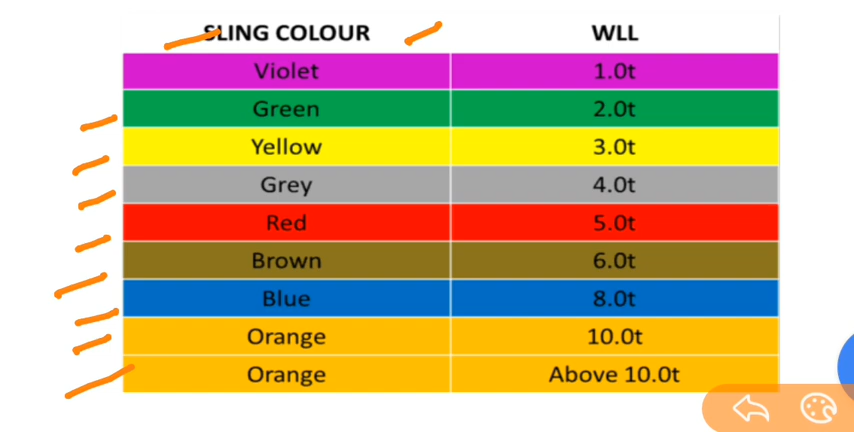 SLING COLOUR WLL
Violet 1.0t
Green 2.0t
Yellow 3.0t
Grey 4.0t
Red 5.0t
Brown 6.0t
Blue 8.0t
Orange 10.0t
Orange Above 10.0t